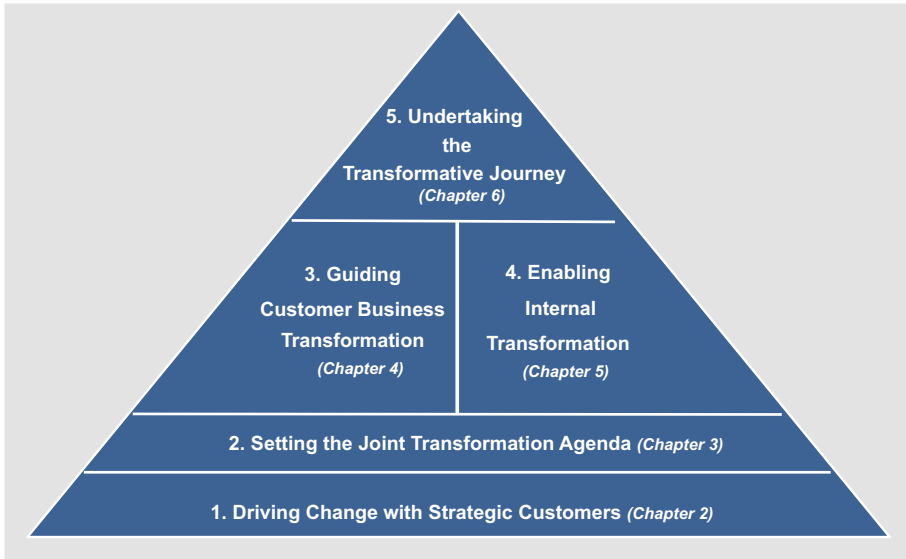 5. Undertaking
the
Transformative Journey
(Chapter 6)
3. Guiding
Customer Business
Transformation
(Chapter 4)
4. Enabling
Internal
Transformation
(Chapter 5)
2. Setting the Joint Transformation Agenda (Chapter 3)
1. Driving Change with Strategic Customers (Chapter 2)